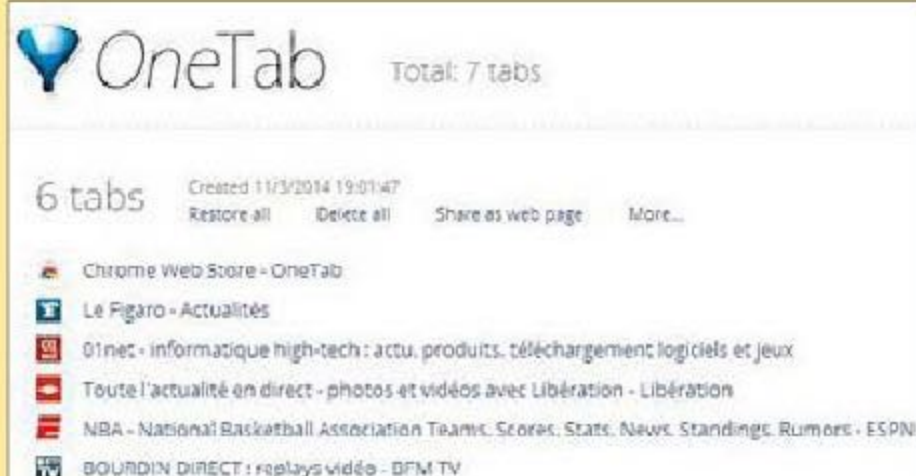 OneTab Total: 7 tabs
6 tabs Created 11/3/2014 19:01:47
Restore all Delete all Share as web page More...
Chrome Web Store - OneTab
Le Figaro - Actualités
01net - informatique high-tech : actu, produits, téléchargement logiciels et jeux
Toute l'actualité en direct - photos et vidéos avec Libération - Libération
NBA - National Basketball Association Teams, Scores, Stats, News, Standings, Rumors - ESPN
BOURDIN DIRECT : replays vidéo - BFM TV